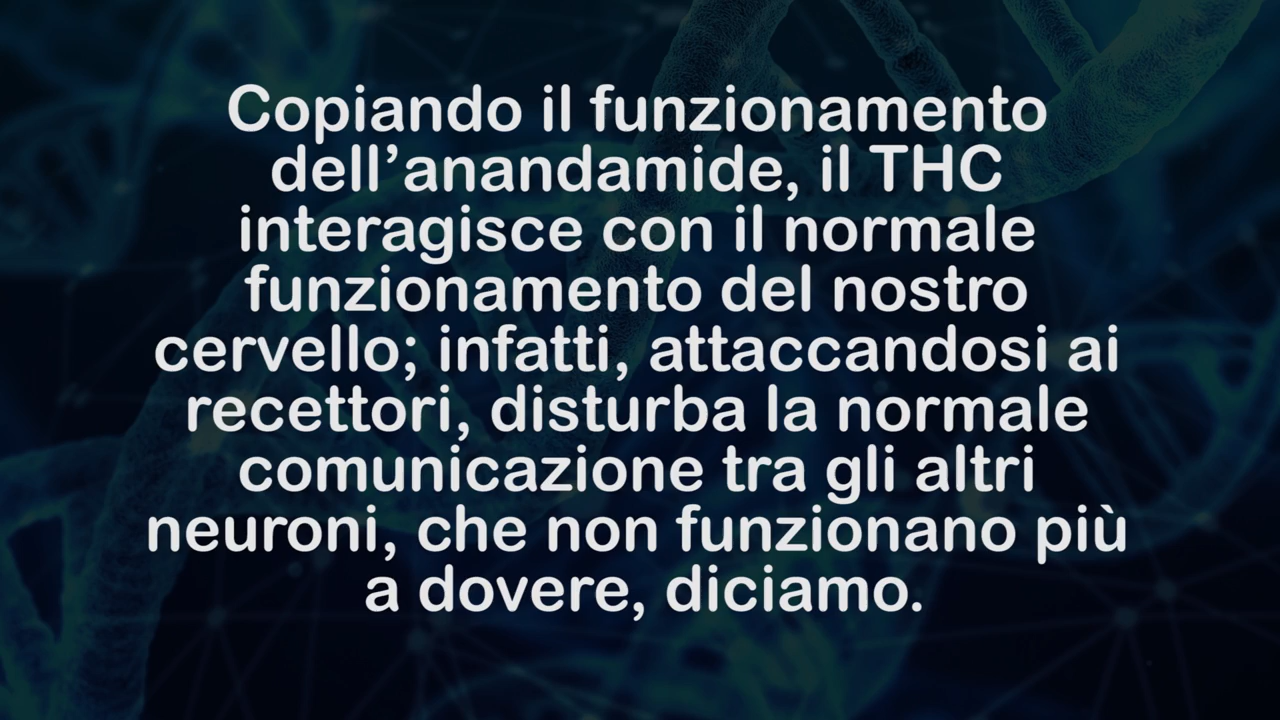 Copiando il funzionamento
dell’anandamide, il THC
interagisce con il normale
funzionamento del nostro
cervello; infatti, attaccandosi ai
recettori, disturba la normale
comunicazione tra gli altri
neuroni, che non funzionano più
a dovere, diciamo.